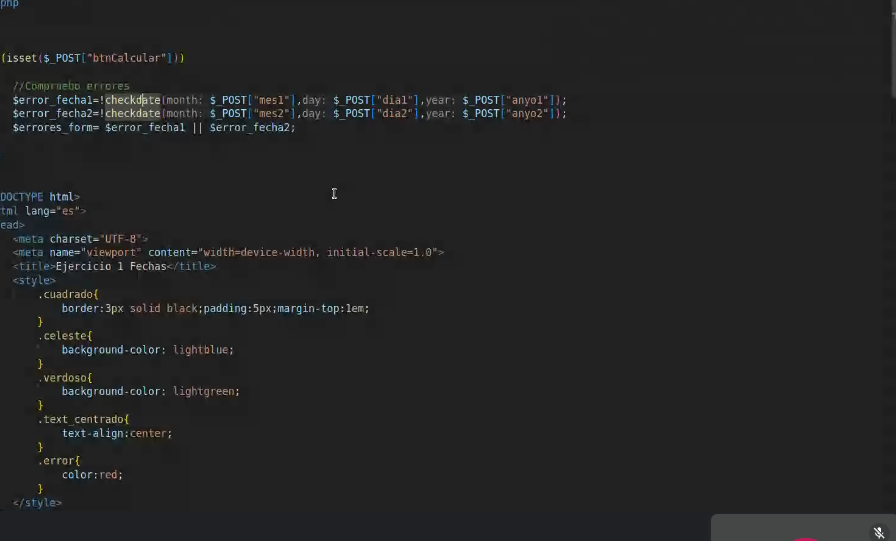 php
(isset($_POST["btnCalcular"]))
//Compruebo errores
$error_fecha1=!checkdate(month: $_POST["mes1"],day: $_POST["dia1"],year: $_POST["anyo1"]);
$error_fecha2=!checkdate(month: $_POST["mes2"],day: $_POST["dia2"],year: $_POST["anyo2"]);
$errores_form= $error_fecha1 || $error_fecha2;
DOCTYPE html>
tml lang="es">
ead>
<meta charset="UTF-8">
<meta name="viewport" content="width=device-width, initial-scale=1.0">
<title>Ejercicio 1 Fechas</title>
<style>
.cuadrado{
border:3px solid black;padding:5px;margin-top:1em;
}
.celeste{
background-color: lightblue;
}
.verdoso{
background-color: lightgreen;
}
.text_centrado{
text-align:center;
}
.error{
color:red;
}
</style>